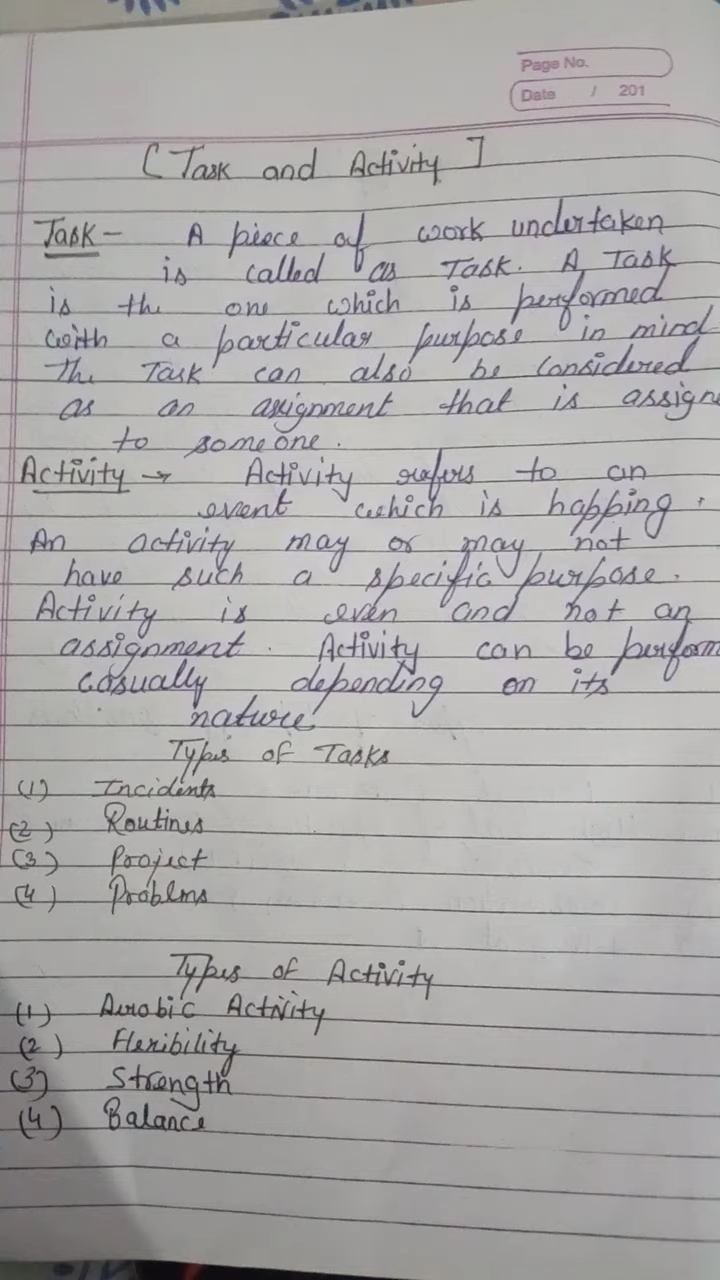 Page No.
Date / 201
[Task and Activity]
Task - A piece of work undertaken
is called as Task. A Task
is the one which is performed
with a particular purpose in mind
The Task can also be Considered
as an assignment that is assign
to someone.
Activity → Activity refers to an
event which is happing.
An activity may or may not
have such a specific purpose.
Activity is even and not an
assignment. Activity can be perform
casually depending on its
nature
Types of Tasks
(1) Incidents
(2) Routines
(3) Project
(4) Problms
Types of Activity
(1) Aerobic Activity
(2) Flexibility
(3) Strength
(4) Balance